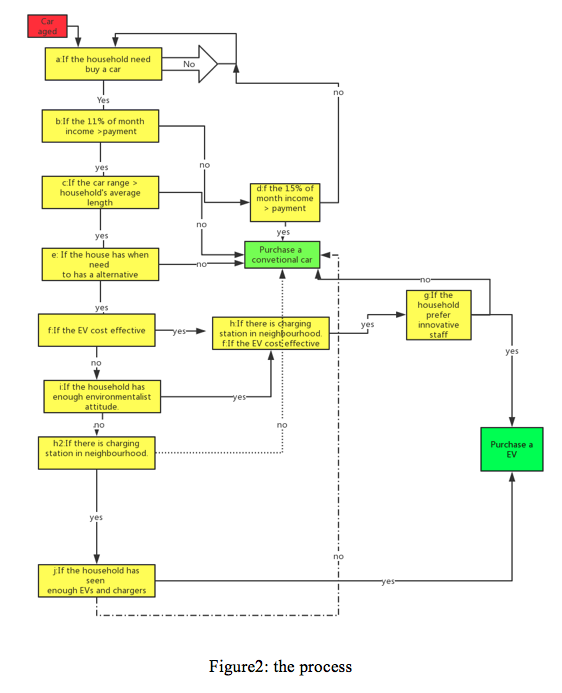 Car
aged
a:If the household need
buy a car
No
Yes
no
b:If the 11% of month
income >payment
no
yes
c:If the car range >
household's average
length
d:f the 15% of
month income
> payment
no
yes
yes
Purchase a
convetional car
e: If the house has when
need
to has a alternative
no
no
yes
g:If the
household
prefer
innovative
staff
f:If the EV cost effective
yes
h:If there is charging
station in neighbourhood.
f:If the EV cost effective
yes
yes
no
i:If the household has
enough environmentalist
attitude.
yes
no
no
h2:If there is charging
station in neighbourhood.
Purchase a
EV
yes
no
j:If the household has
seen
enough EVs and chargers
yes
Figure2: the process